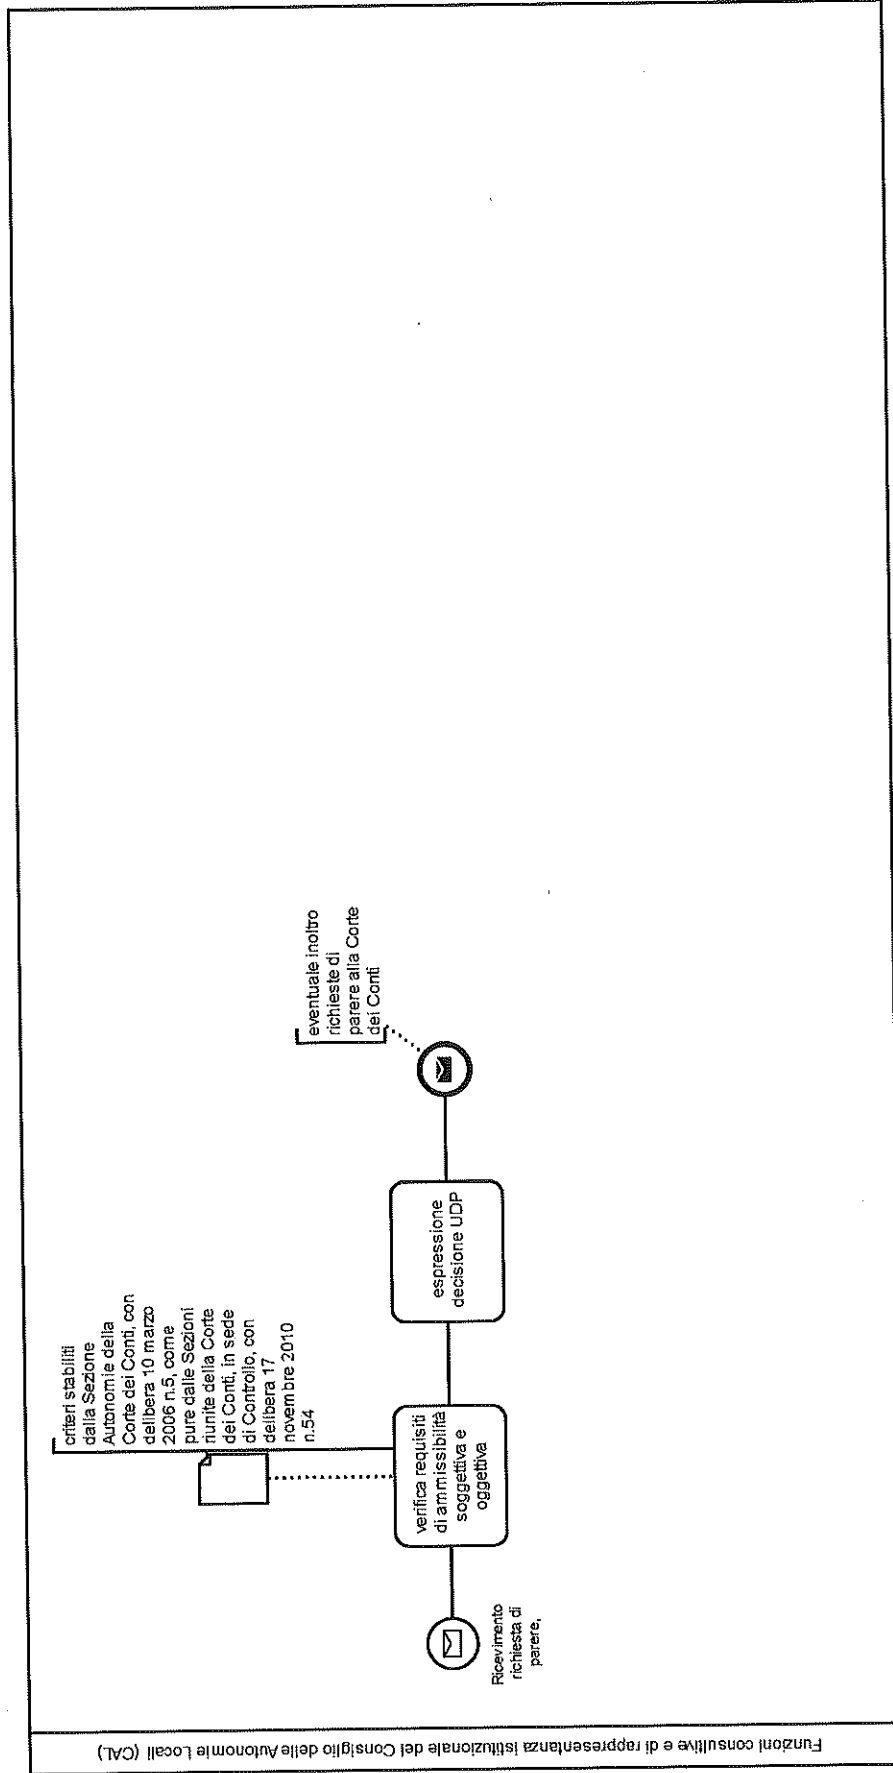 Funzioni consultive e di rappresentanza istituzionale del Consiglio delle Autonomie Locali (CAL)
Ricevimento
richiesta di
parere,
verifica requisiti
di ammissibilità
soggettiva e
oggettiva
criteri stabiliti
dalla Sezione
Autonomie della
Corte dei Conti, con
delibera 10 marzo
2006 n.5, come
pure dalle Sezioni
riunite della Corte
dei Conti, in sede
di Controllo, con
delibera 17
novembre 2010
n.54
espressione
decisione UDP
eventuale inoltro
richieste di
parere alla Corte
dei Conti